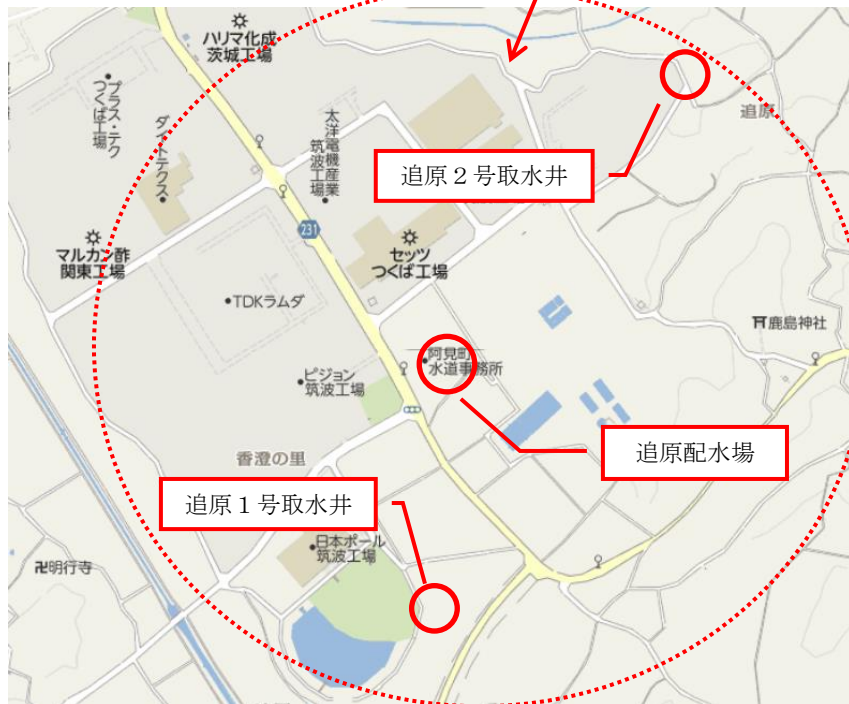 ハリマ化成
茨城工場
プラス・テク
つくば工場
ダイトテクス
太洋電機産業
筑波工場
追原
追原２号取水井
231
マルカン酢
関東工場
セッツ
つくば工場
TDKラムダ
鹿島神社
阿見町
水道事務所
ピジョン
筑波工場
追原配水場
香澄の里
追原１号取水井
日本ポール
筑波工場
卍明行寺